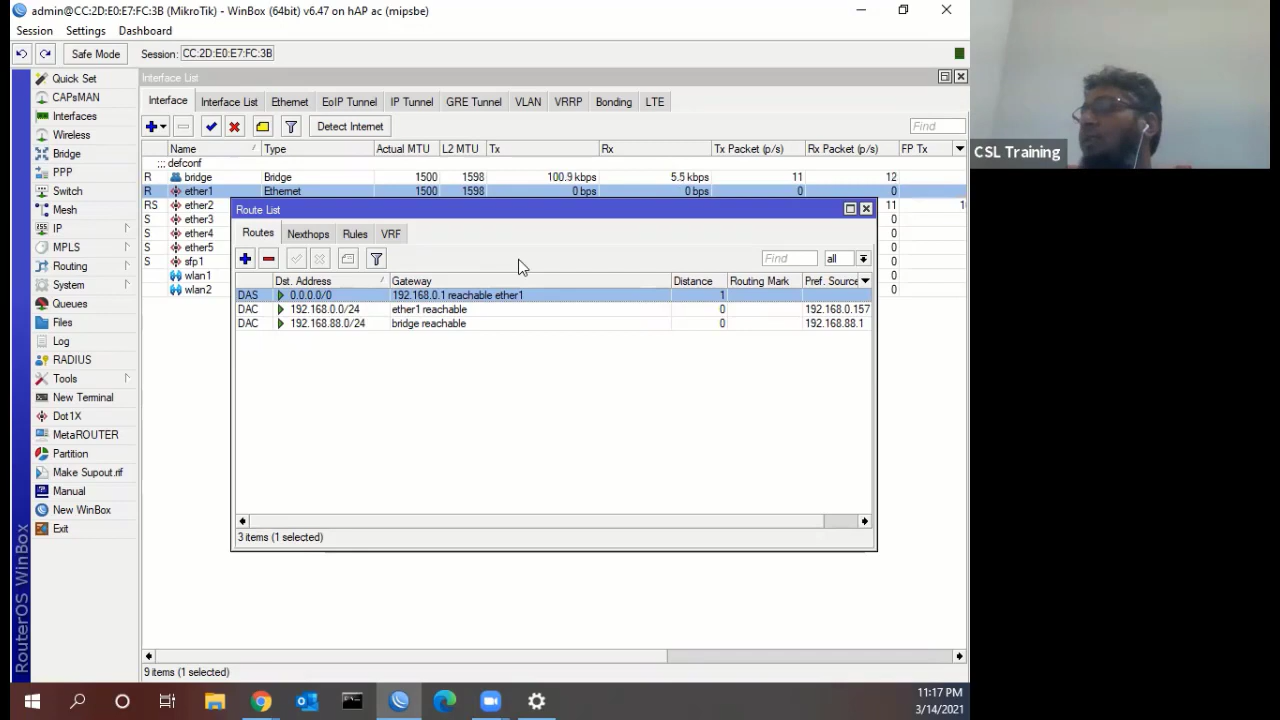 admin@CC:2D:E0:E7:FC:3B (MikroTik) - WinBox (64bit) v6.47 on hAP ac (mipsbe)
Session Settings Dashboard
Safe Mode Session: CC:2D:E0:E7:FC:3B
Quick Set
CAPsMAN
Interfaces
Wireless
Bridge
PPP
Switch
Mesh
IP
MPLS
Routing
System
Queues
Files
Log
RADIUS
Tools
New Terminal
Dot1X
MetaROUTER
Partition
Make Supout.rif
Manual
New WinBox
Exit
RouterOS WinBox
Interface List
Interface Interface List Ethernet EoIP Tunnel IP Tunnel GRE Tunnel VLAN VRRP Bonding LTE
Detect Internet Find
Name Type Actual MTU L2 MTU Tx Rx Tx Packet (p/s) Rx Packet (p/s) FP Tx
::: defconf
R bridge Bridge 1500 1598 100.9 kbps 5.5 kbps 11 12
R ether1 Ethernet 1500 1598 0 bps 0 bps 0 0
RS ether2 11
S ether3 0
S ether4 0
S ether5 0
S sfp1 0
wlan1 0
wlan2 0
Route List
Routes Nexthops Rules VRF
Find all
Dst. Address Gateway Distance Routing Mark Pref. Source
DAS 0.0.0.0/0 192.168.0.1 reachable ether1 1
DAC 192.168.0.0/24 ether1 reachable 0 192.168.0.157
DAC 192.168.88.0/24 bridge reachable 0 192.168.88.1
3 items (1 selected)
9 items (1 selected)
CSL Training
11:17 PM
3/14/2021